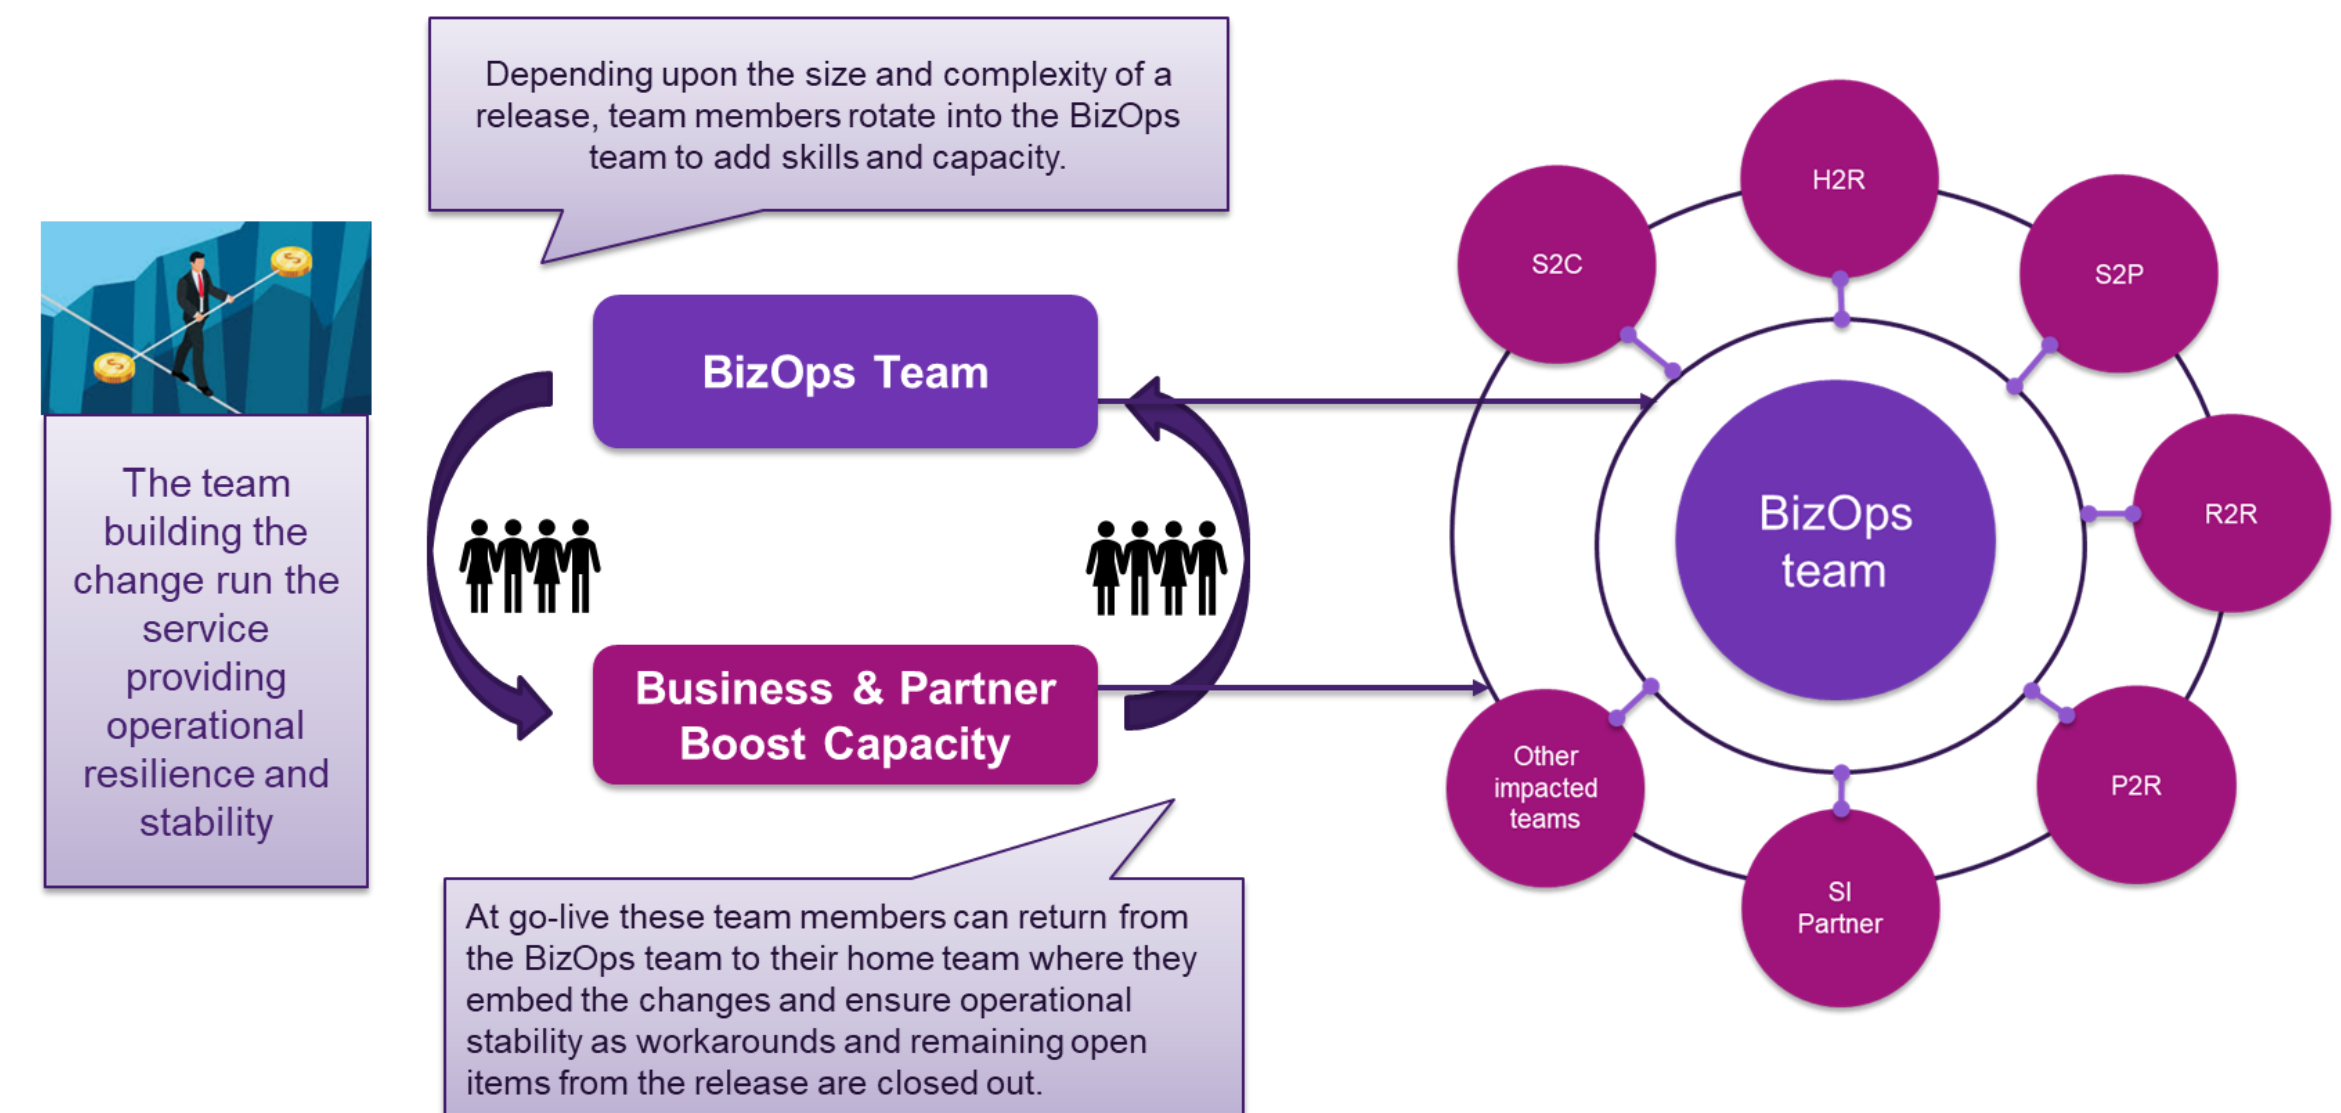 Depending upon the size and complexity of a
release, team members rotate into the BizOps
team to add skills and capacity.
The team
building the
change run the
service
providing
operational
resilience and
stability
BizOps Team
Business & Partner
Boost Capacity
At go-live these team members can return from
the BizOps team to their home team where they
embed the changes and ensure operational
stability as workarounds and remaining open
items from the release are closed out.
BizOps
team
H2R
S2P
R2R
P2R
SI
Partner
Other
impacted
teams
S2C
$
$